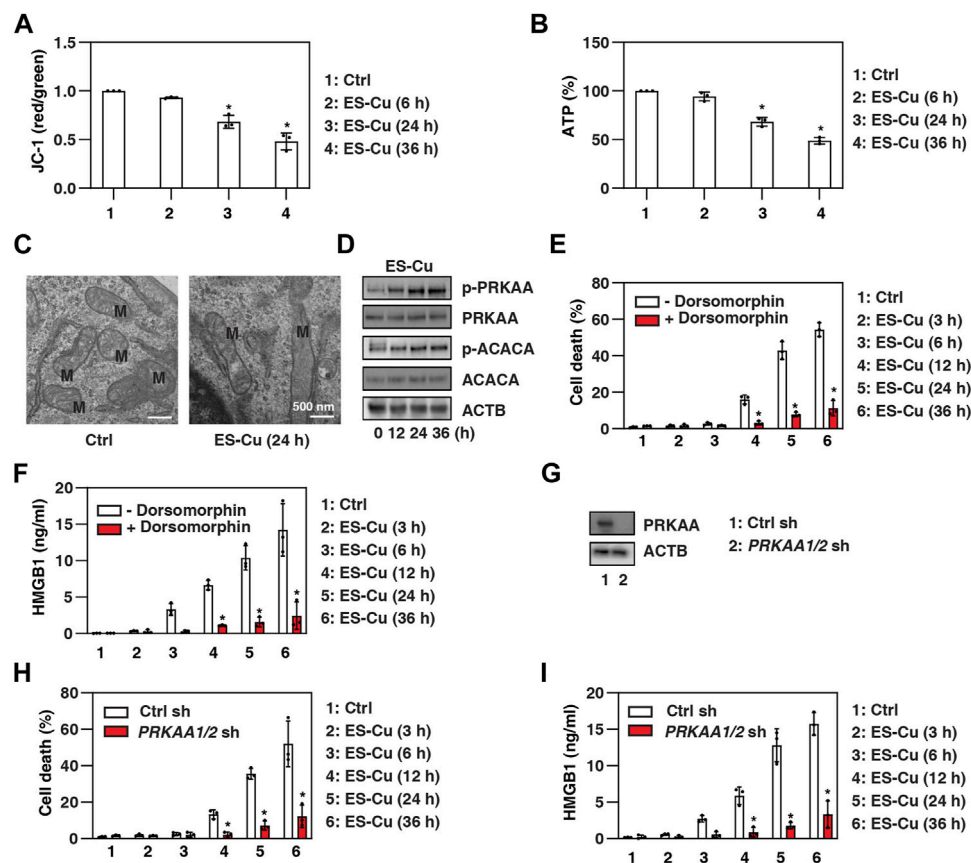 A
JC-1 (red/green)
1.5
1.0
0.5
0.0
* *
1 2 3 4
1: Ctrl
2: ES-Cu (6 h)
3: ES-Cu (24 h)
4: ES-Cu (36 h)
B
ATP (%)
150
100
50
0
* *
1 2 3 4
1: Ctrl
2: ES-Cu (6 h)
3: ES-Cu (24 h)
4: ES-Cu (36 h)
C
M
M
M
M
M
Ctrl
M
M
500 nm
ES-Cu (24 h)
D
ES-Cu
p-PRKAA
PRKAA
p-ACACA
ACACA
ACTB
0 12 24 36 (h)
E
Cell death (%)
80
60
40
20
0
- Dorsomorphin
+ Dorsomorphin
* * *
1 2 3 4 5 6
1: Ctrl
2: ES-Cu (3 h)
3: ES-Cu (6 h)
4: ES-Cu (12 h)
5: ES-Cu (24 h)
6: ES-Cu (36 h)
F
HMGB1 (ng/ml)
20
15
10
5
0
- Dorsomorphin
+ Dorsomorphin
* * *
1 2 3 4 5 6
1: Ctrl
2: ES-Cu (3 h)
3: ES-Cu (6 h)
4: ES-Cu (12 h)
5: ES-Cu (24 h)
6: ES-Cu (36 h)
G
PRKAA
ACTB
1 2
1: Ctrl sh
2: PRKAA1/2 sh
H
Cell death (%)
80
60
40
20
0
Ctrl sh
PRKAA1/2 sh
* * *
1 2 3 4 5 6
1: Ctrl
2: ES-Cu (3 h)
3: ES-Cu (6 h)
4: ES-Cu (12 h)
5: ES-Cu (24 h)
6: ES-Cu (36 h)
I
HMGB1 (ng/ml)
20
15
10
5
0
Ctrl sh
PRKAA1/2 sh
* * *
1 2 3 4 5 6
1: Ctrl
2: ES-Cu (3 h)
3: ES-Cu (6 h)
4: ES-Cu (12 h)
5: ES-Cu (24 h)
6: ES-Cu (36 h)